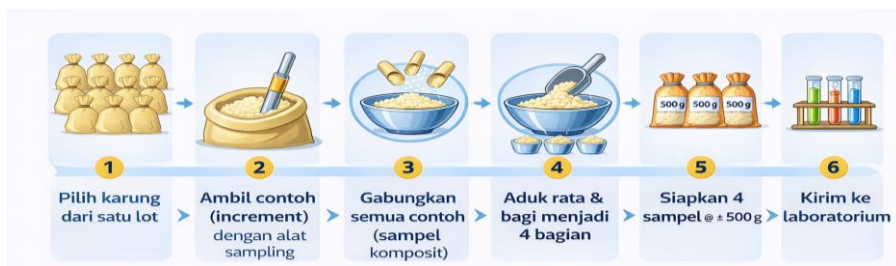 500 g 500 g 500 g
1
Pilih karung
dari satu lot
2
Ambil contoh
(increment)
dengan alat
sampling
3
Gabungkan
semua contoh
(sampel
komposit)
4
Aduk rata &
bagi menjadi
4 bagian
5
Siapkan 4
sampel @ ± 500 g
6
Kirim ke
laboratorium